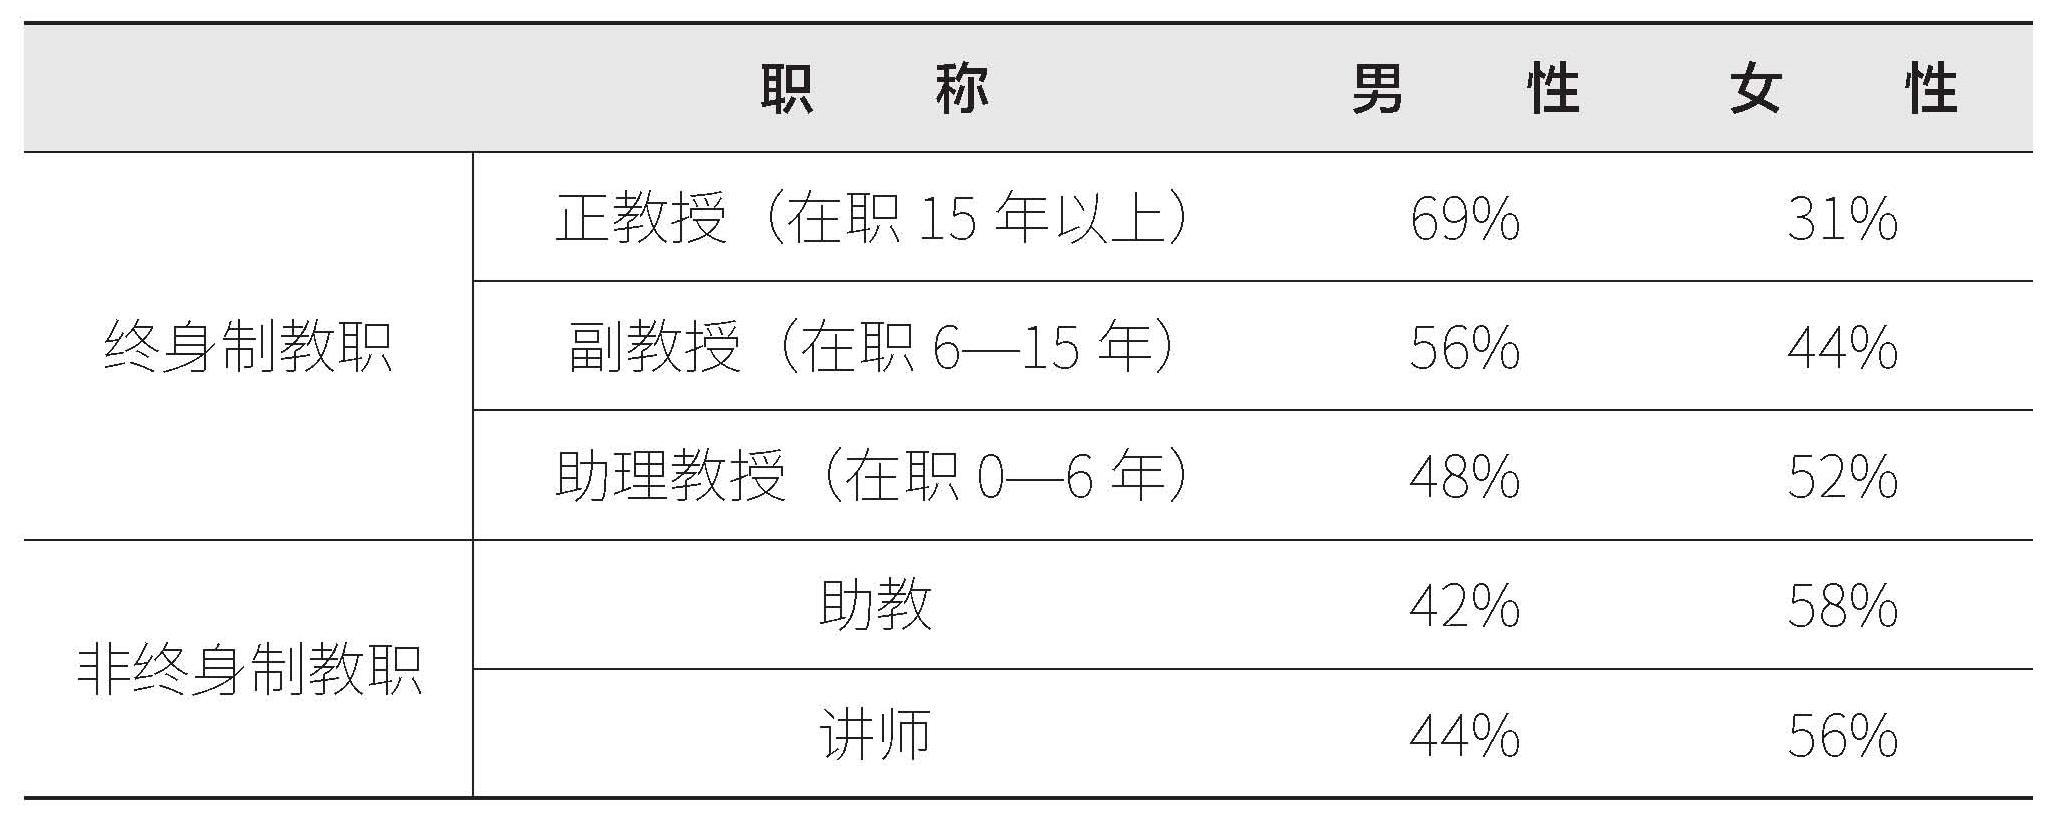 职 称 男 性 女 性
终身制教职 正教授（在职 15 年以上） 69% 31%
副教授（在职 6—15 年） 56% 44%
助理教授（在职 0—6 年） 48% 52%
非终身制教职 助教 42% 58%
讲师 44% 56%